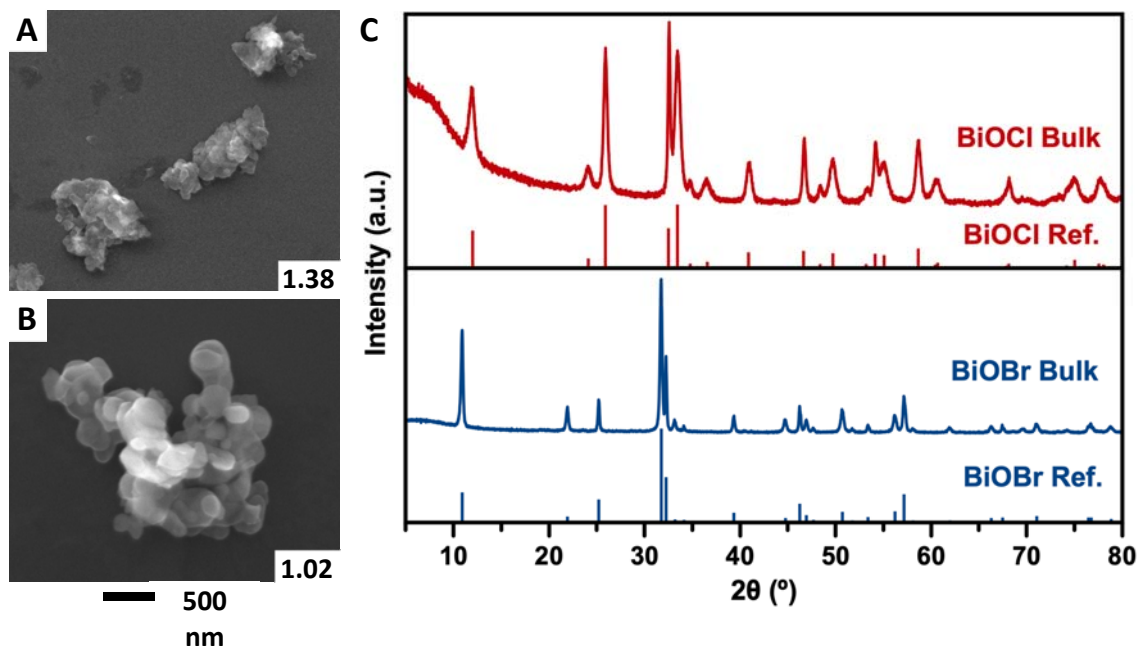 A
1.38
B
1.02
500
nm
C
Intensity (a.u.)
BiOCl Bulk
BiOCl Ref.
BiOBr Bulk
BiOBr Ref.
10 20 30 40 50 60 70 80
2θ (º)